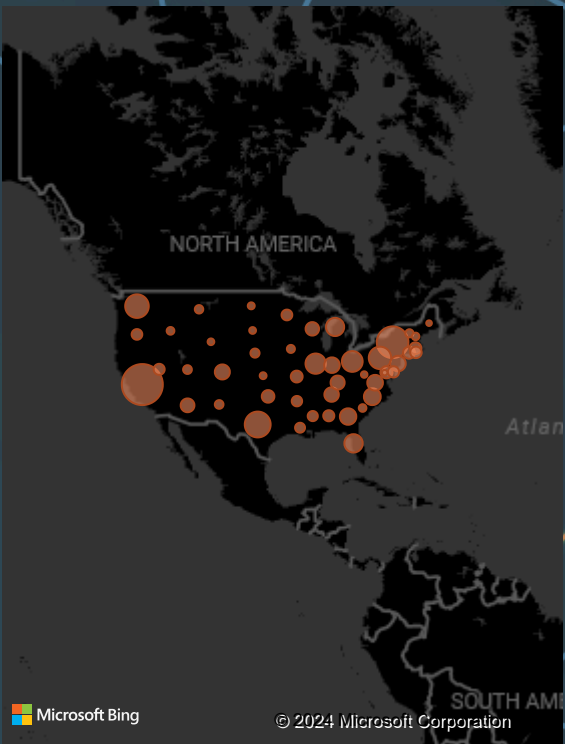 NORTH AMERICA
Atlan
SOUTH AME
Microsoft Bing
© 2024 Microsoft Corporation